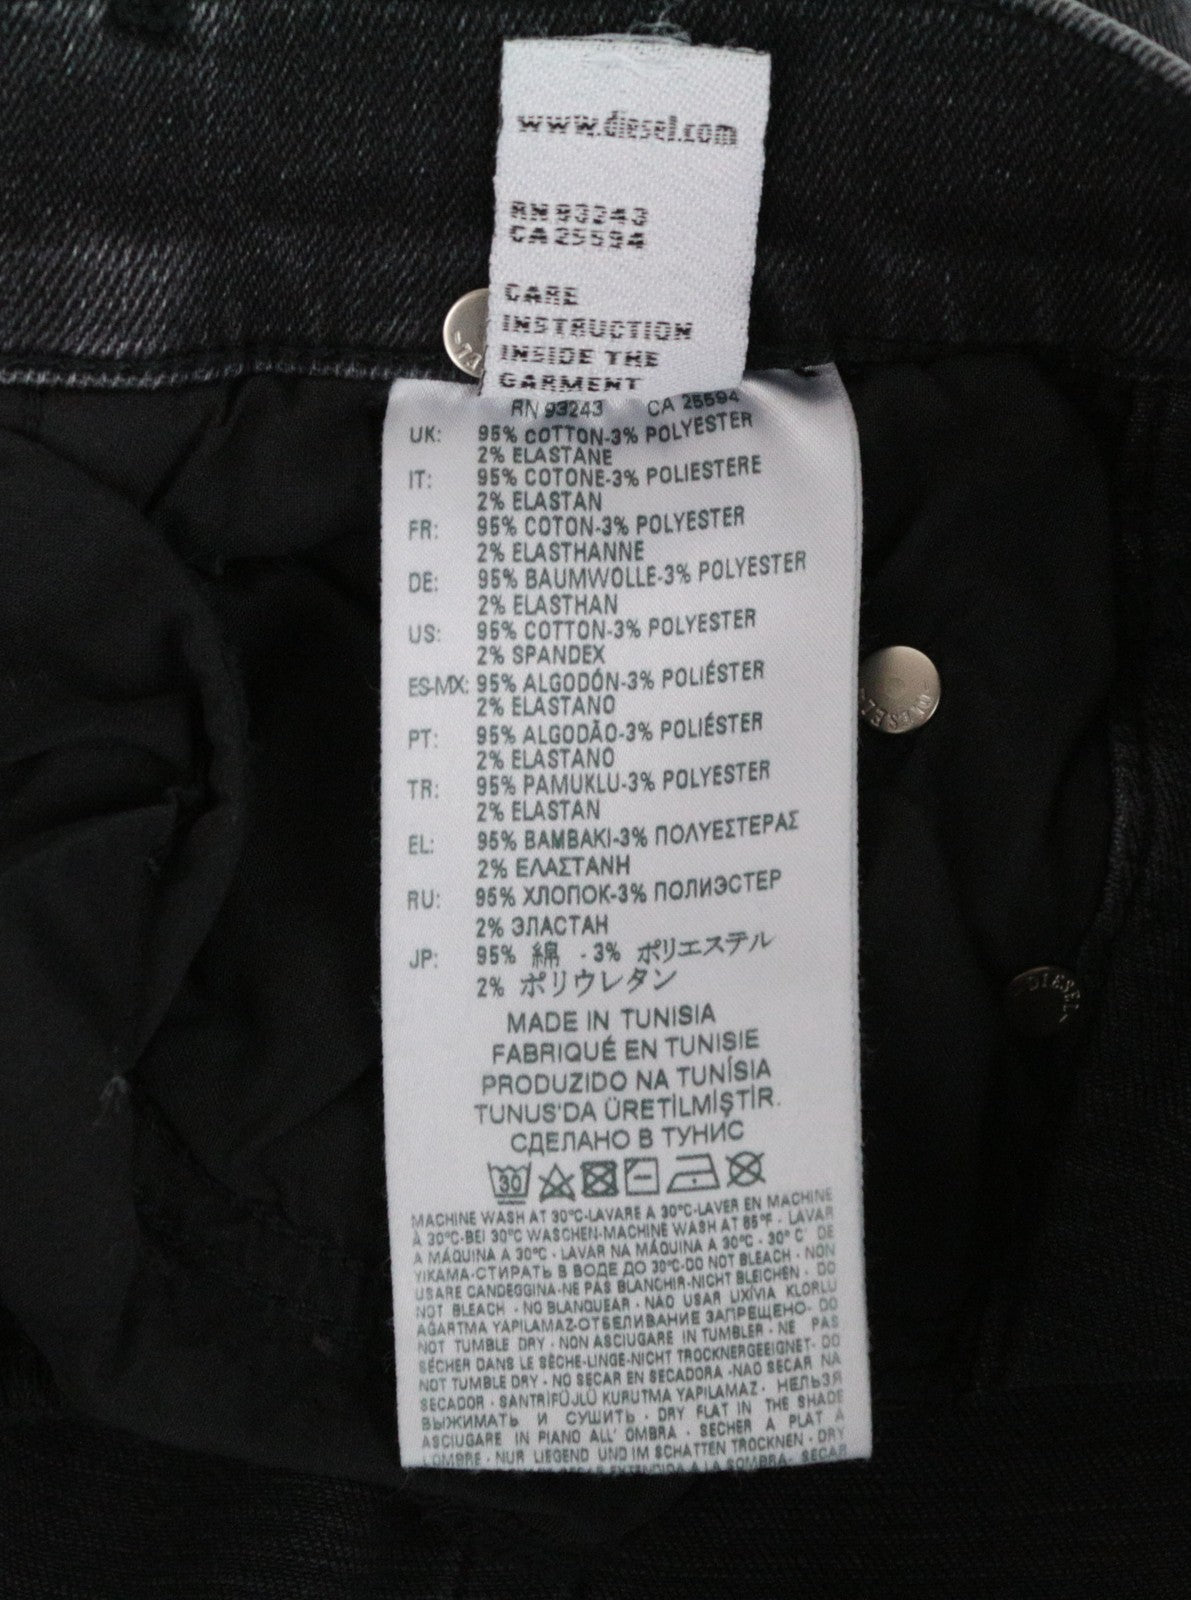 www.diesel.com
RN 93243
CA 25594
CARE
INSTRUCTION
INSIDE THE
GARMENT
RN 93243 CA 25594
UK: 95% COTTON-3% POLYESTER
2% ELASTANE
IT: 95% COTONE-3% POLIESTERE
2% ELASTAN
FR: 95% COTON-3% POLYESTER
2% ELASTHANNE
DE: 95% BAUMWOLLE-3% POLYESTER
2% ELASTHAN
US: 95% COTTON-3% POLYESTER
2% SPANDEX
ES-MX: 95% ALGODÓN-3% POLIÉSTER
2% ELASTANO
PT: 95% ALGODÃO-3% POLIÉSTER
2% ELASTANO
TR: 95% PAMUKLU-3% POLYESTER
2% ELASTAN
EL: 95% ΒΑΜΒΑΚΙ-3% ΠΟΛΥΕΣΤΕΡΑΣ
2% ΕΛΑΣΤΑΝΗ
RU: 95% ХЛОПОК-3% ПОЛИЭСТЕР
2% ЭЛАСТАН
JP: 95% 綿 - 3% ポリエステル
2% ポリウレタン
MADE IN TUNISIA
FABRIQUÉ EN TUNISIE
PRODUZIDO NA TUNÍSIA
TUNUS'DA ÜRETİLMİŞTİR.
СДЕЛАНО В ТУНИС
30
MACHINE WASH AT 30°C-LAVARE A 30°C-LAVER EN MACHINE
À 30°C-BEI 30°C WASCHEN-MACHINE WASH AT 85°F - LAVAR
A MÁQUINA A 30°C - LAVAR NA MÁQUINA A 30°C - 30° C' DE
YIKAMA-СТИРАТЬ В ВОДЕ ДО 30°C-DO NOT BLEACH - NON
USARE CANDEGGINA-NE PAS BLANCHIR-NICHT BLEICHEN - DO
NOT BLEACH - NO BLANQUEAR - NÃO USAR LIXÍVIA KLORLU
AĞARTMA YAPILAMAZ-ОТБЕЛИВАНИЕ ЗАПРЕЩЕНО- DO
NOT TUMBLE DRY - NON ASCIUGARE IN TUMBLER - NE PAS
SÉCHER DANS LE SÈCHE-LINGE-NICHT TROCKNERGEEIGNET- DO
NOT TUMBLE DRY - NO SECAR EN SECADORA -NAO SECAR NA
SECADOR - SANTRIFÜJLÜ KURUTMA YAPILAMAZ - НЕЛЬЗЯ
ВЫЖИМАТЬ И СУШИТЬ - DRY FLAT IN THE SHADE
ASCIUGARE IN PIANO ALL' OMBRA - SECHER A PLAT A
L'OMBRE - NUR LIEGEND UND IM SCHATTEN TROCKNEN - DRY
SECAR EXTENDIDA A LA SOMBRA- SECAR
DIESEL
DIESEL